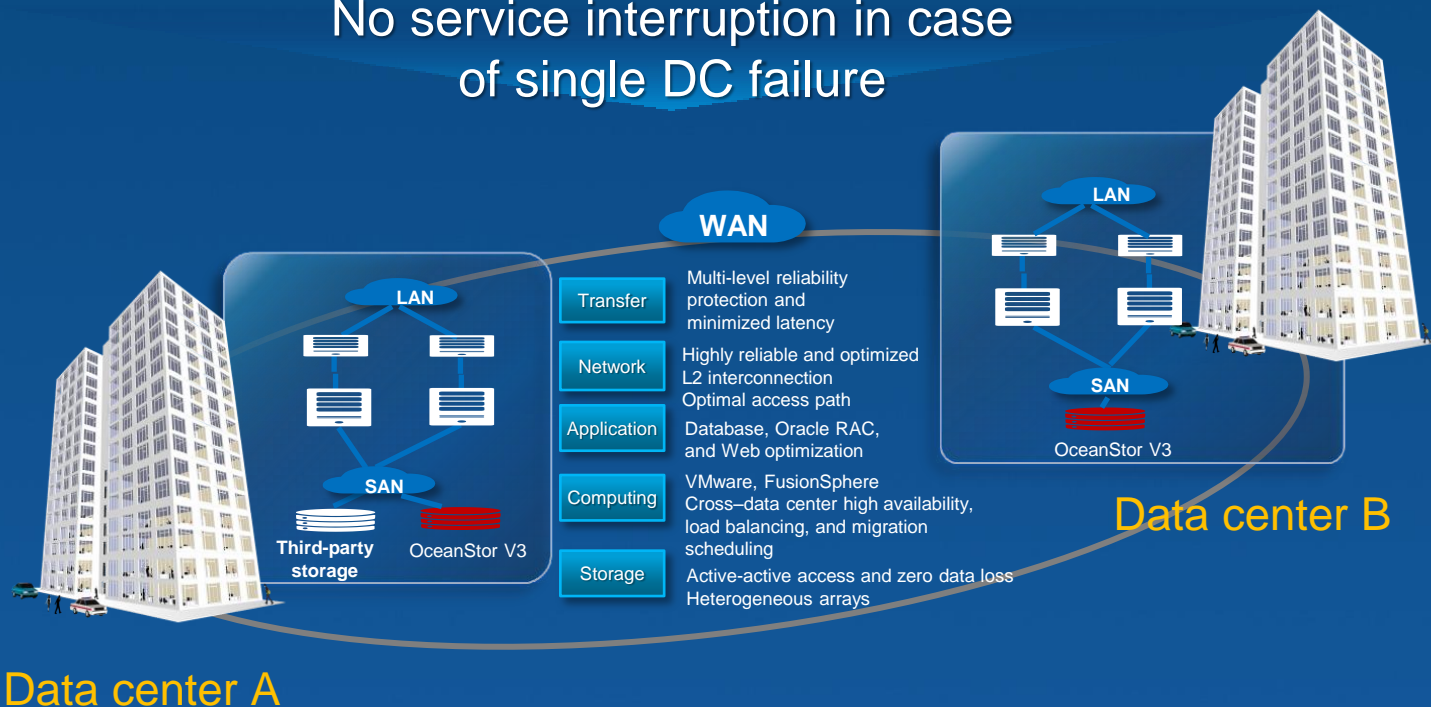 No service interruption in case
of single DC failure
WAN
LAN
SAN
Third-party
storage
OceanStor V3
Transfer
Multi-level reliability
protection and
minimized latency
Network
Highly reliable and optimized
L2 interconnection
Optimal access path
Application
Database, Oracle RAC,
and Web optimization
Computing
VMware, FusionSphere
Cross–data center high availability,
load balancing, and migration
scheduling
Storage
Active-active access and zero data loss
Heterogeneous arrays
LAN
SAN
OceanStor V3
Data center B
Data center A